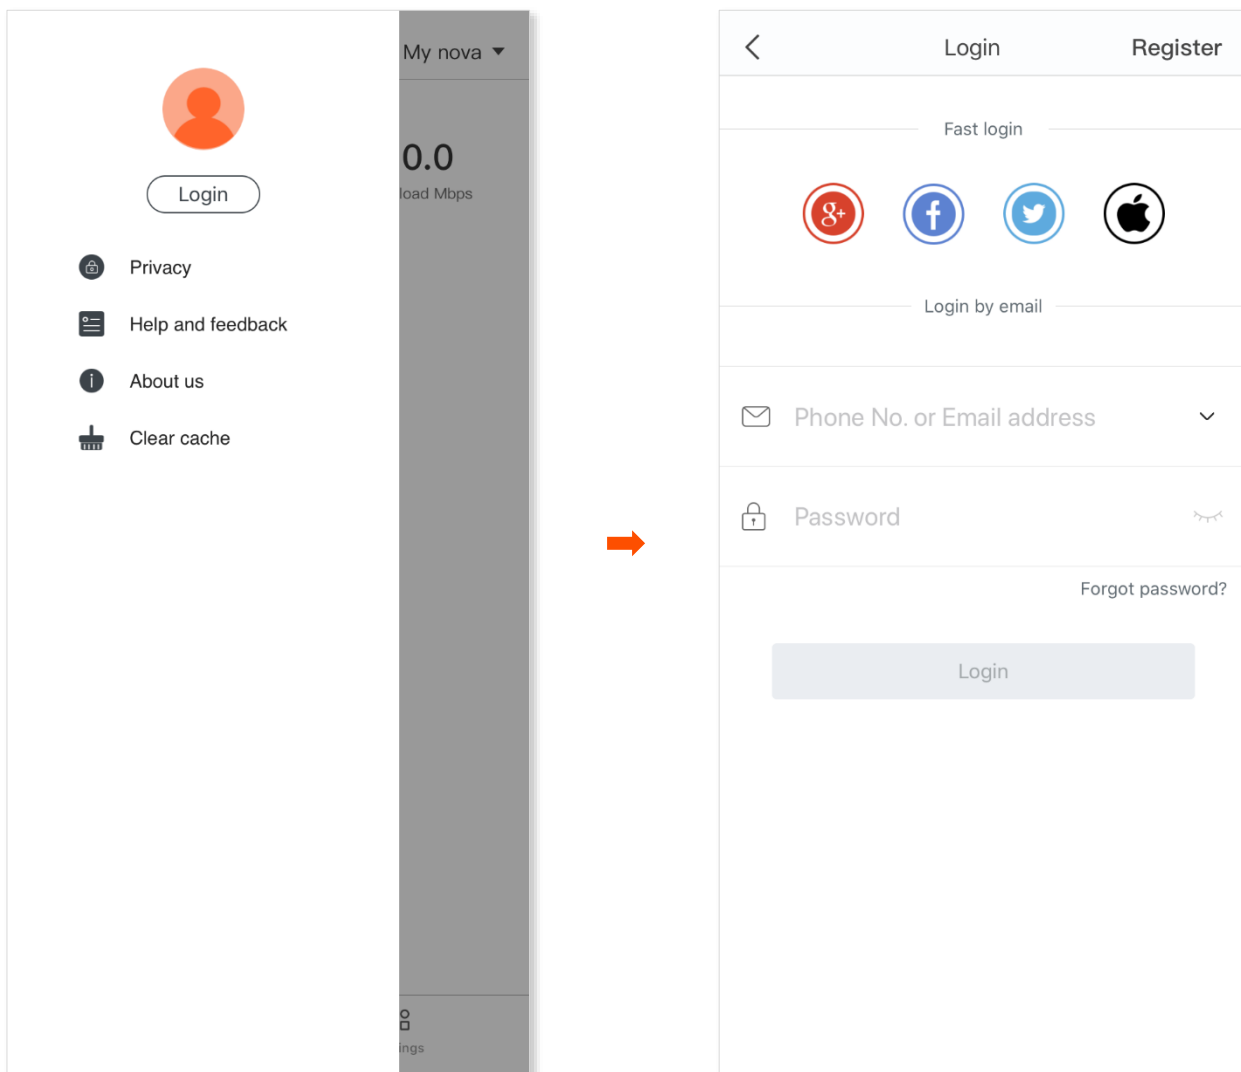 My nova
0.0
load Mbps
Login
Privacy
Help and feedback
About us
Clear cache
ings
Login
Register
Fast login
g+
f
Login by email
Phone No. or Email address
Password
Forgot password?
Login